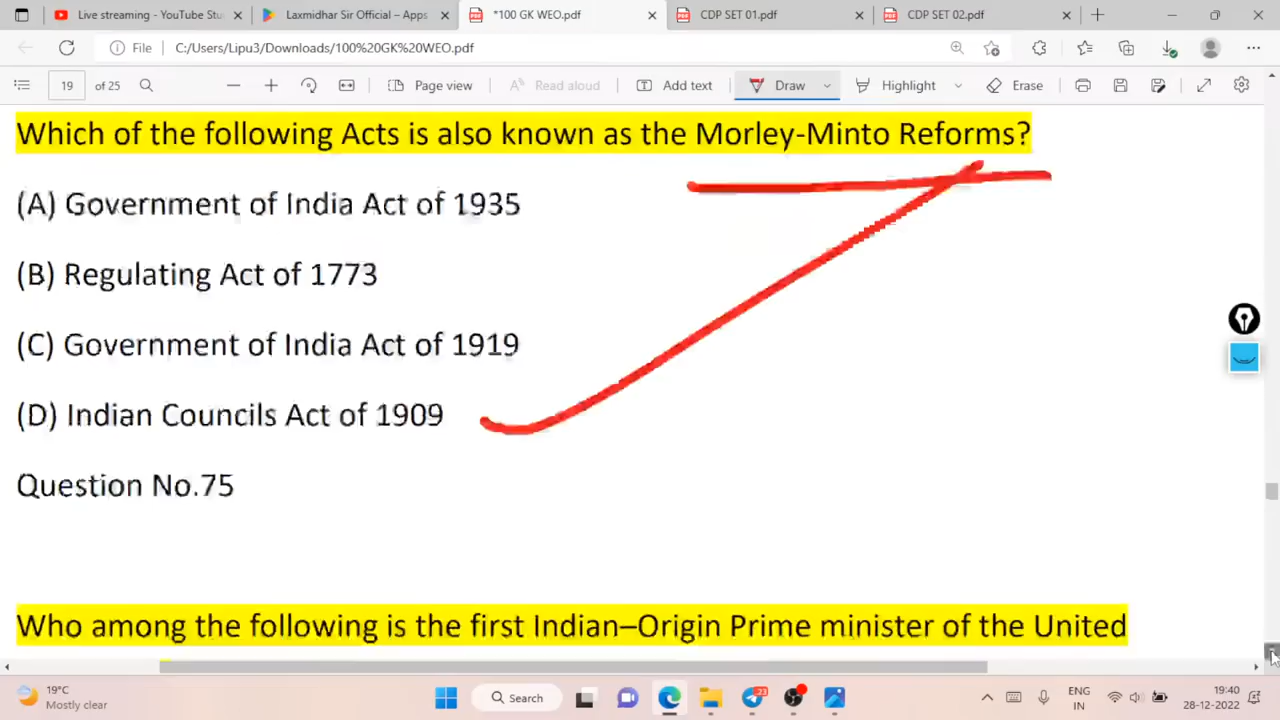 Live streaming - YouTube Stu
Laxmidhar Sir Official – Apps
*100 GK WEO.pdf
CDP SET 01.pdf
CDP SET 02.pdf
File
C:/Users/Lipu3/Downloads/100%20GK%20WEO.pdf
19 of 25
Page view
Read aloud
Add text
Draw
Highlight
Erase
Which of the following Acts is also known as the Morley-Minto Reforms?
(A) Government of India Act of 1935
(B) Regulating Act of 1773
(C) Government of India Act of 1919
(D) Indian Councils Act of 1909
Question No.75
Who among the following is the first Indian–Origin Prime minister of the United
19°C
Mostly clear
Search
23
ENG
IN
19:40
28-12-2022